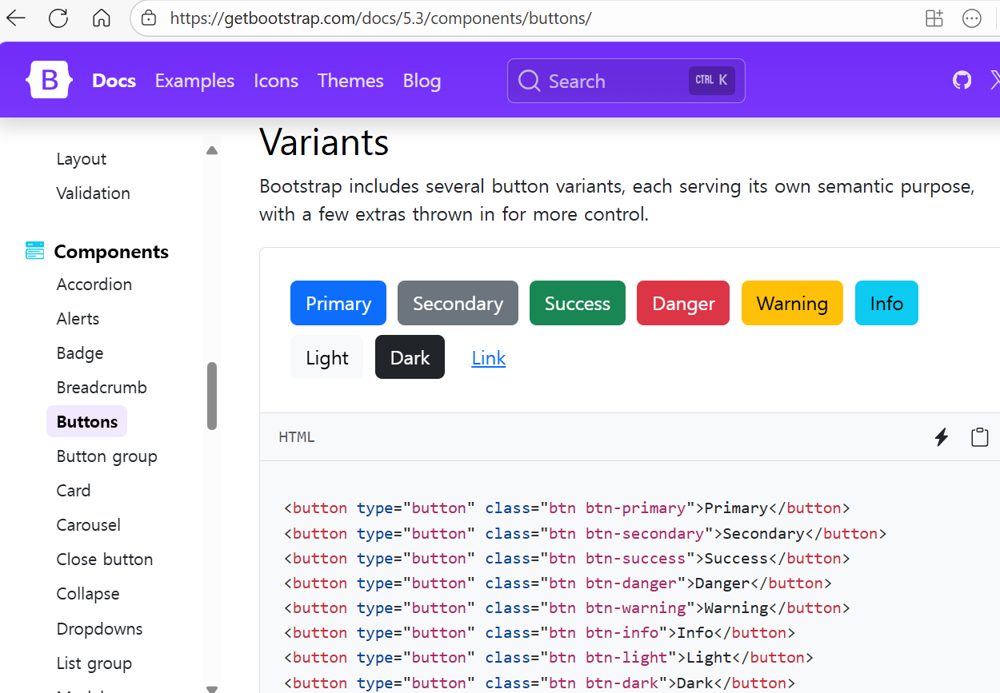 https://getbootstrap.com/docs/5.3/components/buttons/
B Docs Examples Icons Themes Blog Search CTRL K
Layout
Validation
Components
Accordion
Alerts
Badge
Breadcrumb
Buttons
Button group
Card
Carousel
Close button
Collapse
Dropdowns
List group
Variants
Bootstrap includes several button variants, each serving its own semantic purpose,
with a few extras thrown in for more control.
Primary Secondary Success Danger Warning Info
Light Dark Link
HTML
<button type="button" class="btn btn-primary">Primary</button>
<button type="button" class="btn btn-secondary">Secondary</button>
<button type="button" class="btn btn-success">Success</button>
<button type="button" class="btn btn-danger">Danger</button>
<button type="button" class="btn btn-warning">Warning</button>
<button type="button" class="btn btn-info">Info</button>
<button type="button" class="btn btn-light">Light</button>
<button type="button" class="btn btn-dark">Dark</button>